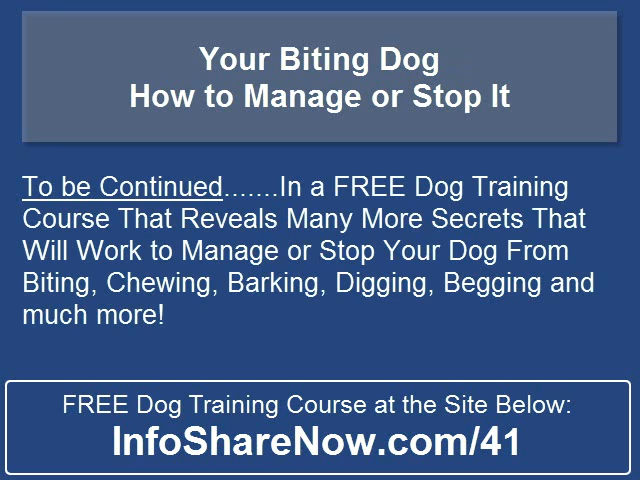 Your Biting Dog
How to Manage or Stop It
To be Continued.......In a FREE Dog Training
Course That Reveals Many More Secrets That
Will Work to Manage or Stop Your Dog From
Biting, Chewing, Barking, Digging, Begging and
much more!
FREE Dog Training Course at the Site Below:
InfoShareNow.com/41